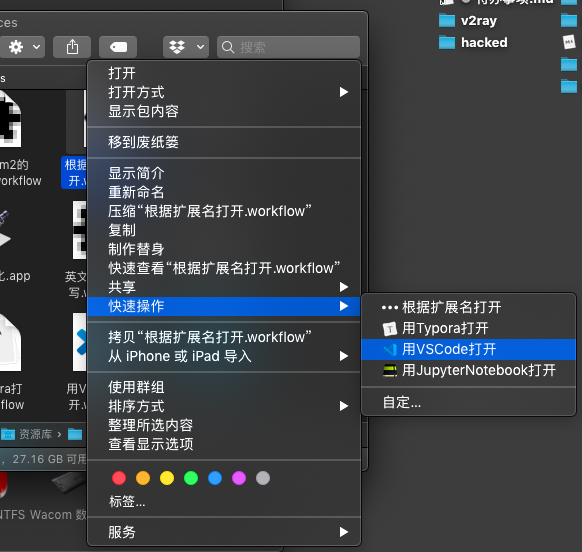 ces
待办事项.md
v2ray
hacked
搜索
s
打开
打开方式
显示包内容
移到废纸篓
显示简介
重新命名
压缩“根据扩展名打开.workflow”
复制
制作替身
快速查看“根据扩展名打开.workflow”
共享
快速操作
拷贝“根据扩展名打开.workflow”
从 iPhone 或 iPad 导入
使用群组
排序方式
整理所选内容
查看显示选项
标签...
服务
•••根据扩展名打开
T 用Typora打开
用VSCode打开
用JupyterNotebook打开
自定...
m2的
orkflow
根据
开.w
化.app
英文
写.w
ra打
flow
用V
开.w
资源库 ›
，27.16 GB 可用
NTFS Wacom 数